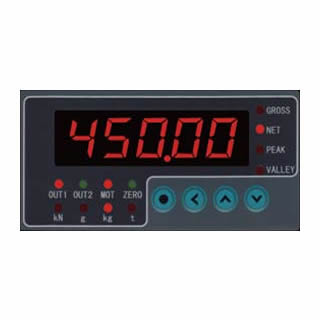 450.00
GROSS
NET
PEAK
VALLEY
OUT1 OUT2 MOT ZERO
kN g kg t